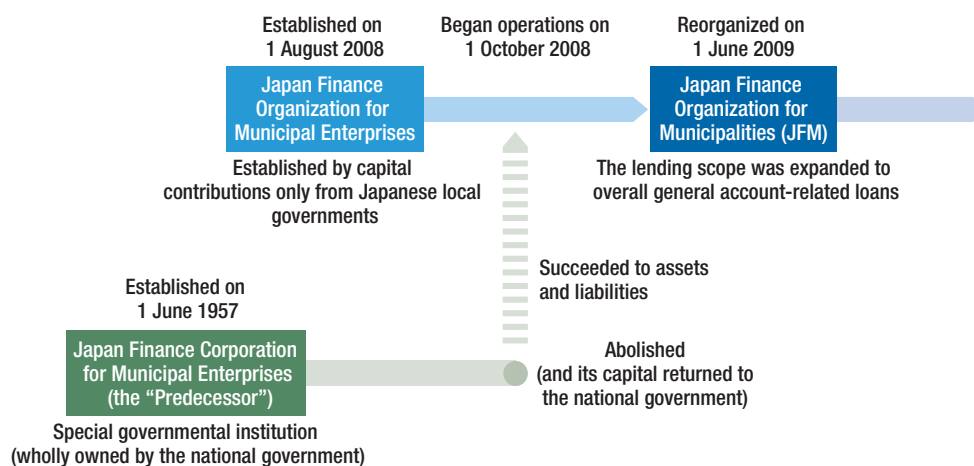 Established on
1 August 2008
Began operations on
1 October 2008
Reorganized on
1 June 2009
Japan Finance
Organization for
Municipal Enterprises
Japan Finance
Organization for
Municipalities (JFM)
Established by capital
contributions only from Japanese local
governments
The lending scope was expanded to
overall general account-related loans
Succeeded to assets
and liabilities
Established on
1 June 1957
Japan Finance Corporation
for Municipal Enterprises
(the “Predecessor”)
Abolished
(and its capital returned to
the national government)
Special governmental institution
(wholly owned by the national government)